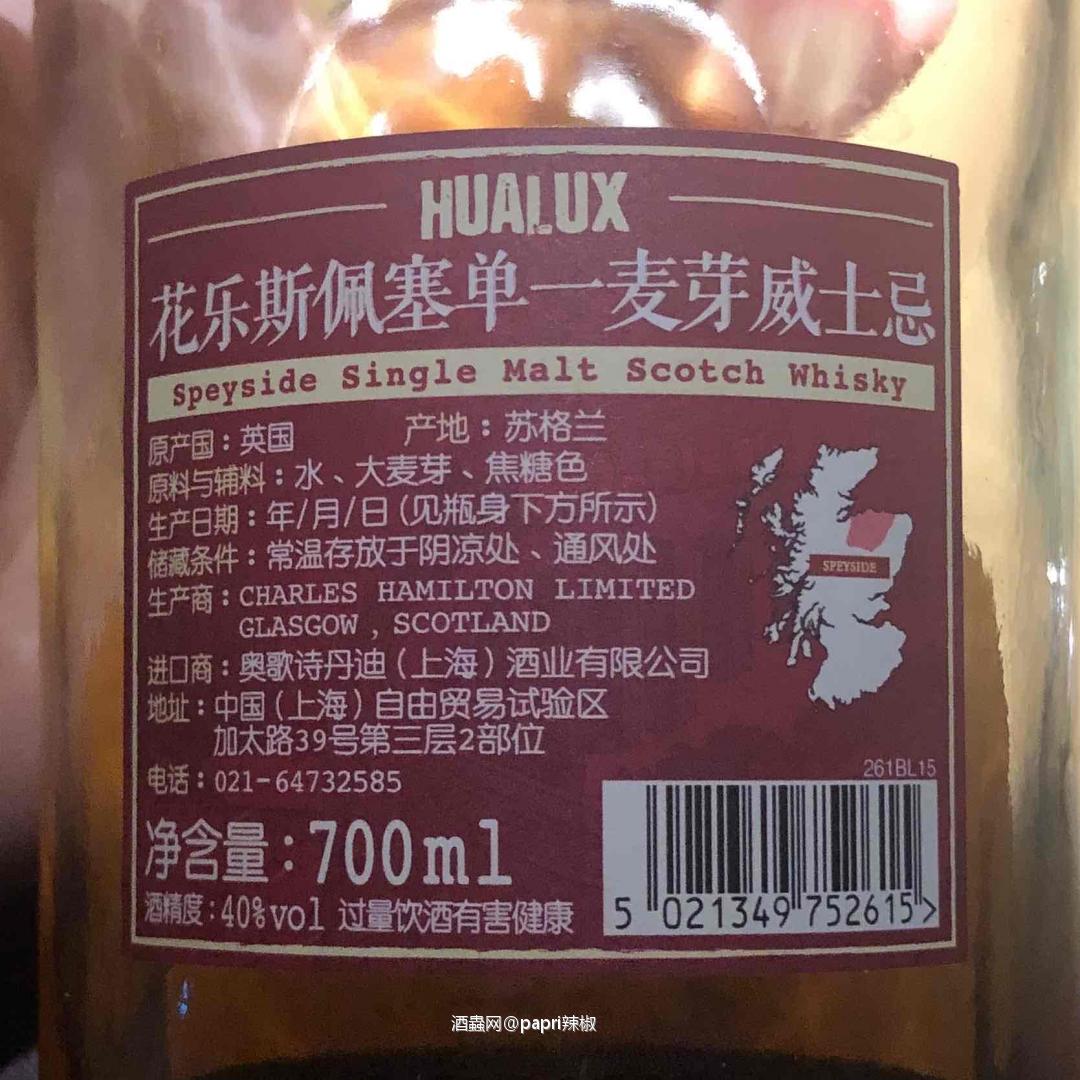 HUALUX
花乐斯佩塞单一麦芽威士忌
Speyside Single Malt Scotch Whisky
原产国：英国 产地：苏格兰
原料与辅料：水、大麦芽、焦糖色
生产日期：年/月/日(见瓶身下方所示)
储藏条件：常温存放于阴凉处、通风处
生产商：CHARLES HAMILTON LIMITED
GLASGOW, SCOTLAND
进口商：奥歌诗丹迪(上海)酒业有限公司
地址：中国(上海)自由贸易试验区
加太路39号第三层2部位
电话：021-64732585
净含量：700ml
酒精度：40%vol 过量饮酒有害健康
SPEYSIDE
261BL15
5 021349 752615 >
酒蟲网@papri辣椒